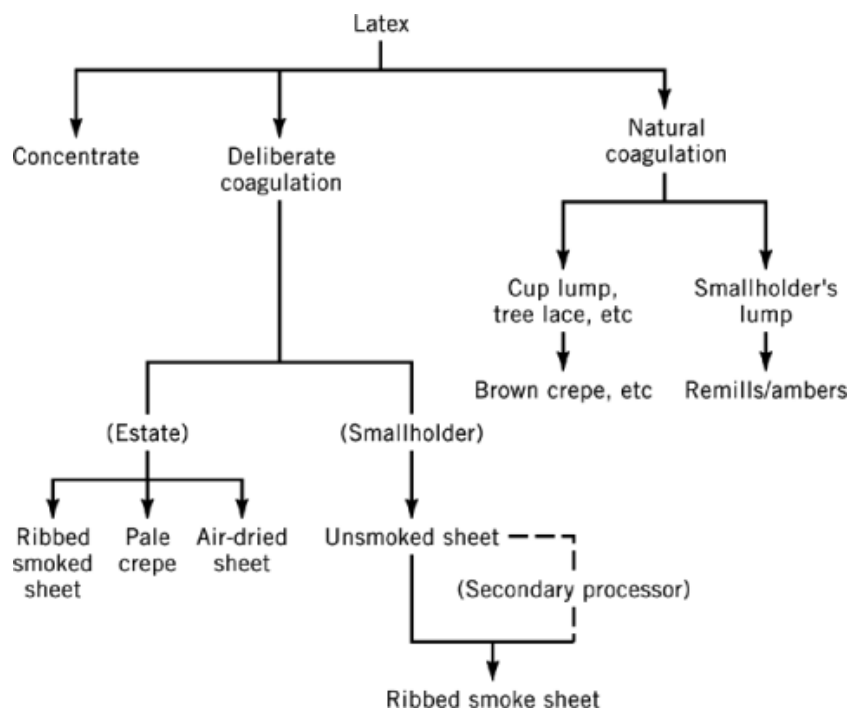 Latex
Concentrate
Deliberate
coagulation
Natural
coagulation
Cup lump,
tree lace, etc
Smallholder's
lump
Brown crepe, etc
Remills/ambers
(Estate)
(Smallholder)
Ribbed
smoked
sheet
Pale
crepe
Air-dried
sheet
Unsmoked sheet
(Secondary processor)
Ribbed smoke sheet